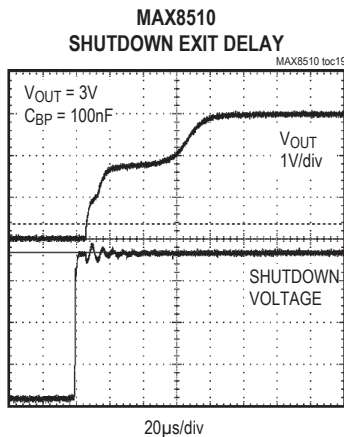 MAX8510
SHUTDOWN EXIT DELAY
MAX8510 toc19
VOUT = 3V
CBP = 100nF
VOUT
1V/div
SHUTDOWN
VOLTAGE
20µs/div